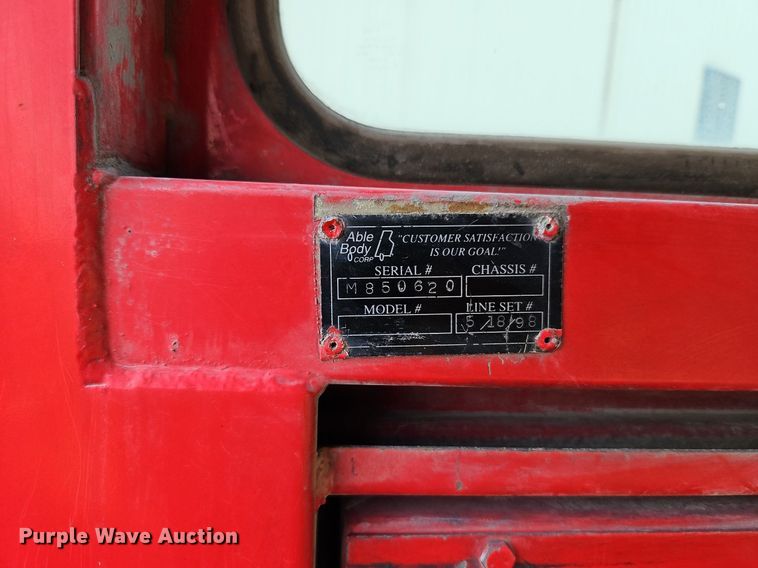 Able
Body
CORP
"CUSTOMER SATISFACTION
IS OUR GOAL!"
SERIAL # CHASSIS #
M850620
MODEL # LINE SET #
5/18/98
Purple Wave Auction